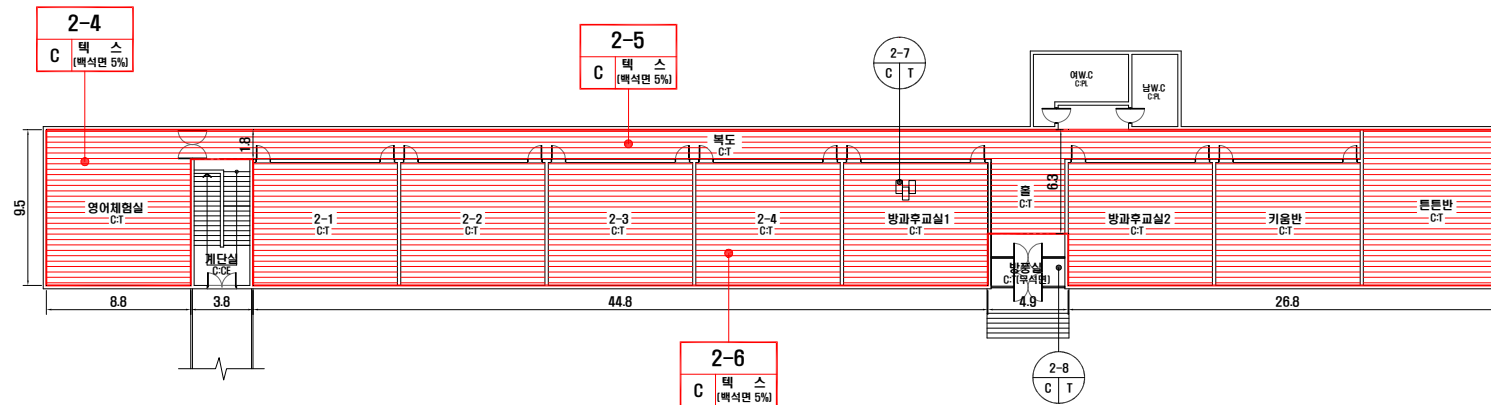 2-4
C 텍 스
(백석면 5%)
2-5
C 텍 스
(백석면 5%)
2-7
C T
여W.C
C:PL
남W.C
C:PL
1.8
복도
C:T
9.5
영어체험실
C:T
계단실
C:CE
2-1
C:T
2-2
C:T
2-3
C:T
2-4
C:T
방과후교실1
C:T
홀
C:T
6.3
방과후교실2
C:T
키움반
C:T
튼튼반
C:T
방풍실
C:T(무석면)
8.8
3.8
44.8
4.9
26.8
2-6
C 텍 스
(백석면 5%)
2-8
C T